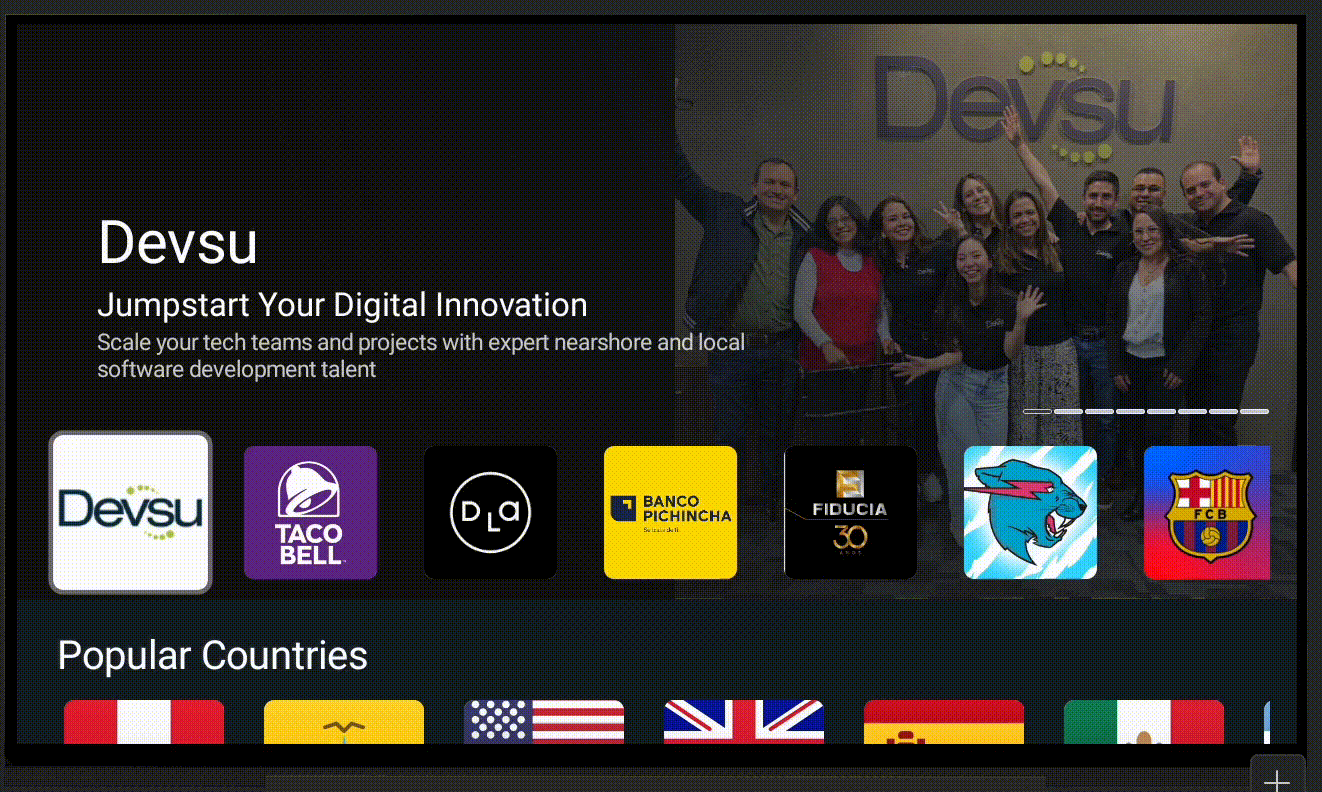 Devsu
Devsu
Jumpstart Your Digital Innovation
Scale your tech teams and projects with expert nearshore and local
software development talent
Devsu
TACO
BELL
DLa
BANCO
PICHINCHA
FIDUCIA
30
AÑOS
FCB
Popular Countries